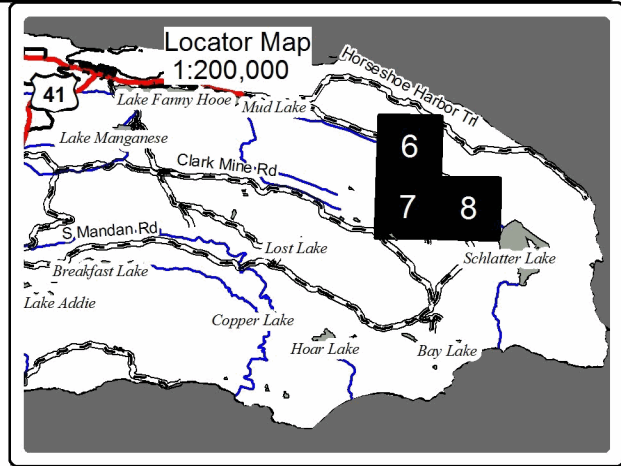 Locator Map
1:200,000
Horseshoe Harbor Trl
41
Lake Fanny Hooe
Mud Lake
Lake Manganese
6
Clark Mine Rd
7
8
S Mandan Rd
Lost Lake
Schlatter Lake
Breakfast Lake
Lake Addie
Copper Lake
Hoar Lake
Bay Lake